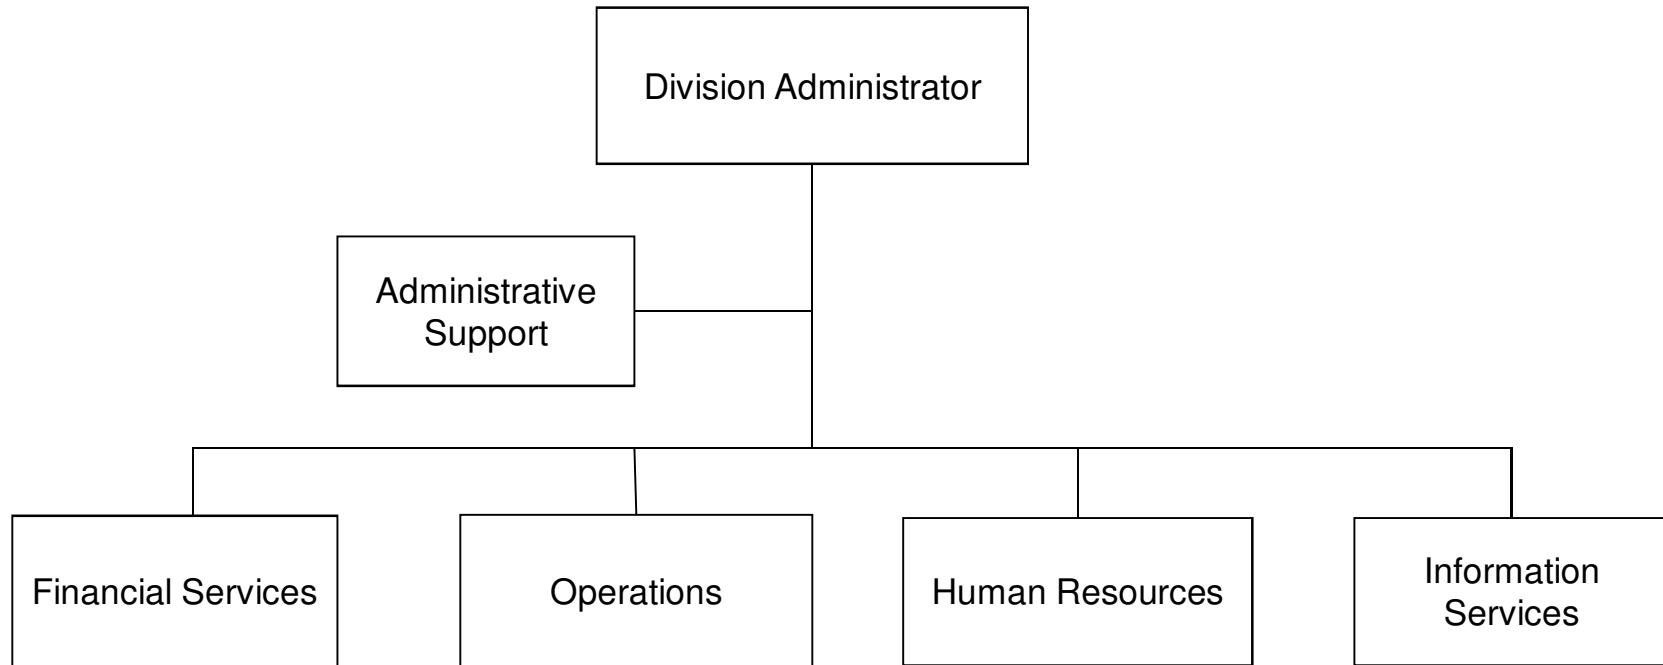 Division Administrator
Administrative
Support
Financial Services
Operations
Human Resources
Information
Services